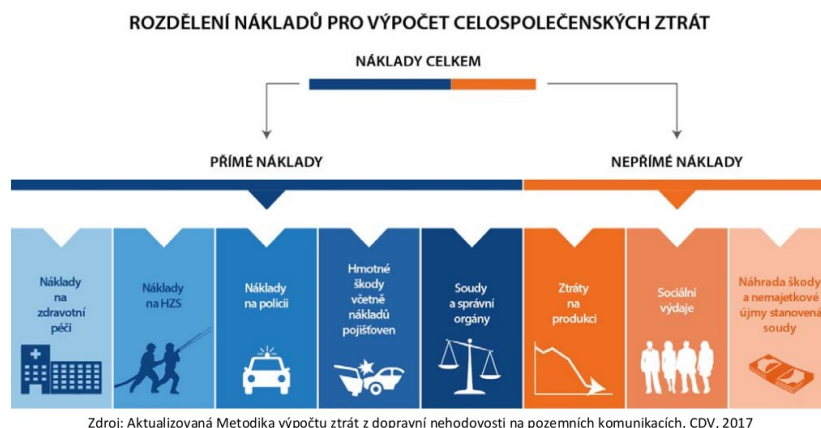 ROZDĚLENÍ NÁKLADŮ PRO VÝPOČET CELOSPOLEČENSKÝCH ZTRÁT
NÁKLADY CELKEM
PŘÍMÉ NÁKLADY
NEPŘÍMÉ NÁKLADY
Náklady
na
zdravotní
péči
Náklady
na HZS
Náklady
na policii
Hmotné
škody
včetně
nákladů
pojišťoven
Soudy
a správní
orgány
Ztráty
na
produkci
Sociální
výdaje
Náhrada škody
a nemajetkové
újmy stanovená
soudy
Zdroj: Aktualizovaná Metodika výpočtu ztrát z dopravní nehodovosti na pozemních komunikacích, CDV, 2017